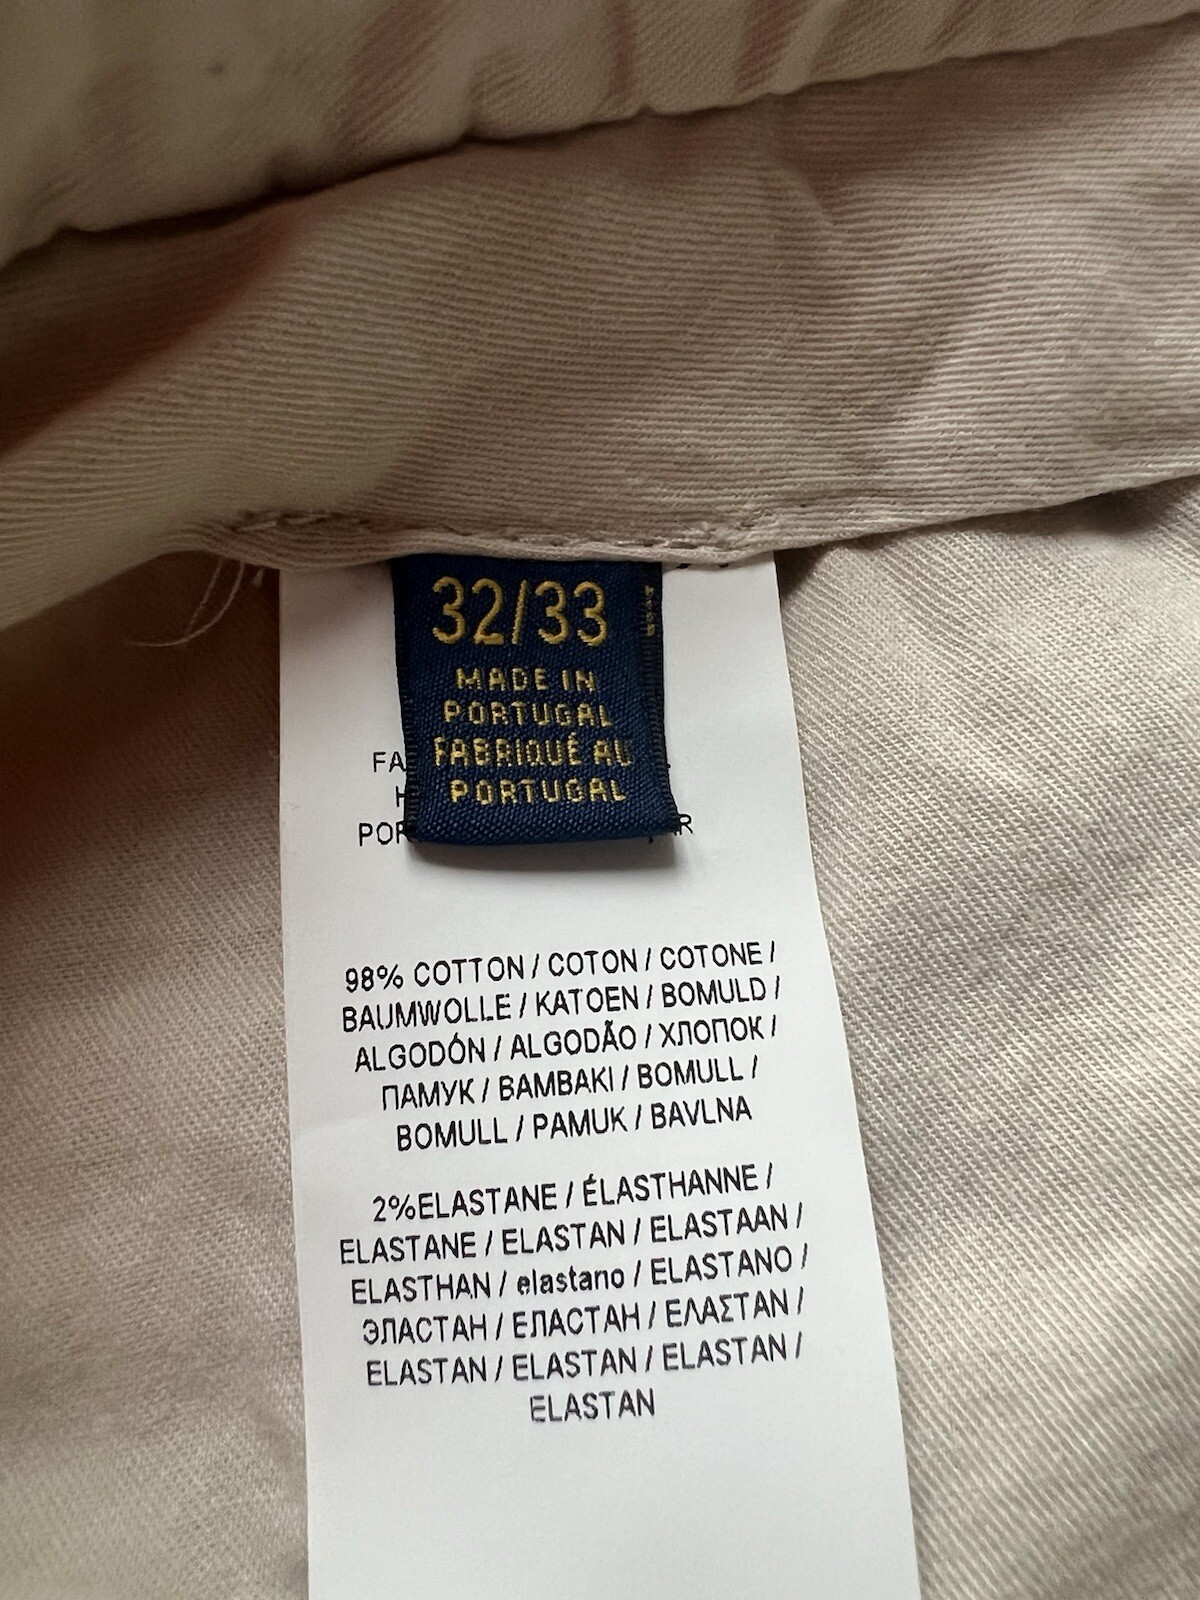 32/33
MADE IN
PORTUGAL
FABRIQUÉ AU
PORTUGAL
98% COTTON / COTON / COTONE /
BAUMWOLLE / KATOEN / BOMULD /
ALGODÓN / ALGODÃO / ХЛОПОК /
ПАМУК / BAMBAKI / BOMULL /
BOMULL / PAMUK / BAVLNA
2%ELASTANE / ÉLASTHANNE /
ELASTANE / ELASTAN / ELASTAAN /
ELASTHAN / elastano / ELASTANO /
ЭЛАСТАН / ЕЛАСТАН / ΕΛΑΣΤΑΝ /
ELASTAN / ELASTAN / ELASTAN /
ELASTAN